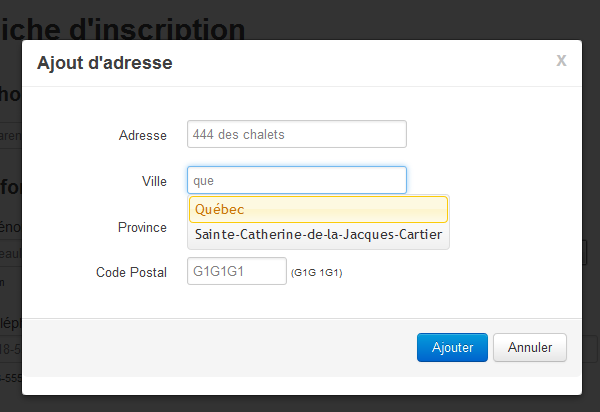 iche d'inscription
Ajout d'adresse
x
Adresse
444 des chalets
Ville
que
Québec
Sainte-Catherine-de-la-Jacques-Cartier
Province
Code Postal
G1G1G1
(G1G 1G1)
Ajouter
Annuler